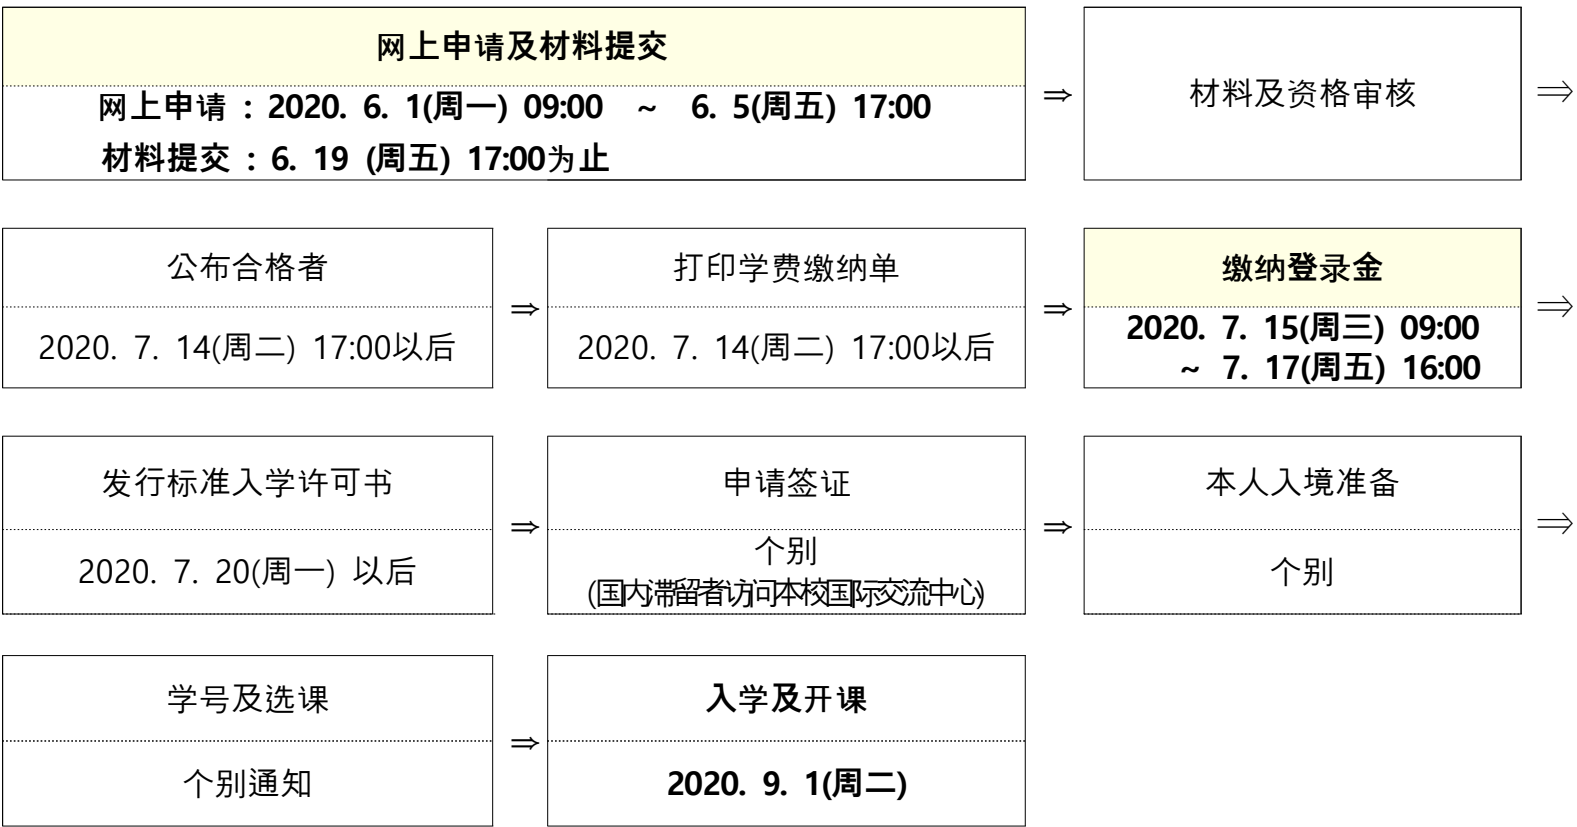 网上申请及材料提交
网上申请 : 2020. 6. 1(周一) 09:00 ~ 6. 5(周五) 17:00
材料提交 : 6. 19 (周五) 17:00为止
⇒
材料及资格审核
⇒
公布合格者
2020. 7. 14(周二) 17:00以后
⇒
打印学费缴纳单
2020. 7. 14(周二) 17:00以后
⇒
缴纳登录金
2020. 7. 15(周三) 09:00
~ 7. 17(周五) 16:00
⇒
发行标准入学许可书
2020. 7. 20(周一) 以后
⇒
申请签证
个别
(国内滞留者访问本校国际交流中心)
⇒
本人入境准备
个别
⇒
学号及选课
个别通知
⇒
入学及开课
2020. 9. 1(周二)